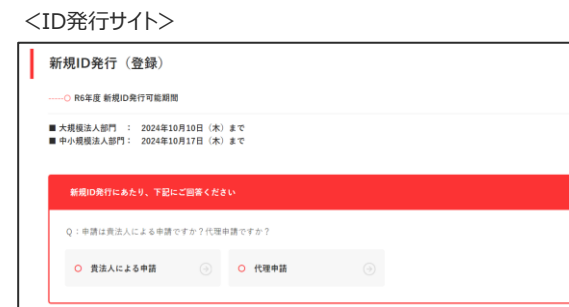 ＜ID発行サイト＞
新規ID発行（登録）
R6年度 新規ID発行可能期間
■ 大規模法人部門 ： 2024年10月10日（木）まで
■ 中小規模法人部門： 2024年10月17日（木）まで
新規ID発行にあたり、下記にご回答ください
Q：申請は貴法人による申請ですか？代理申請ですか？
貴法人による申請 代理申請